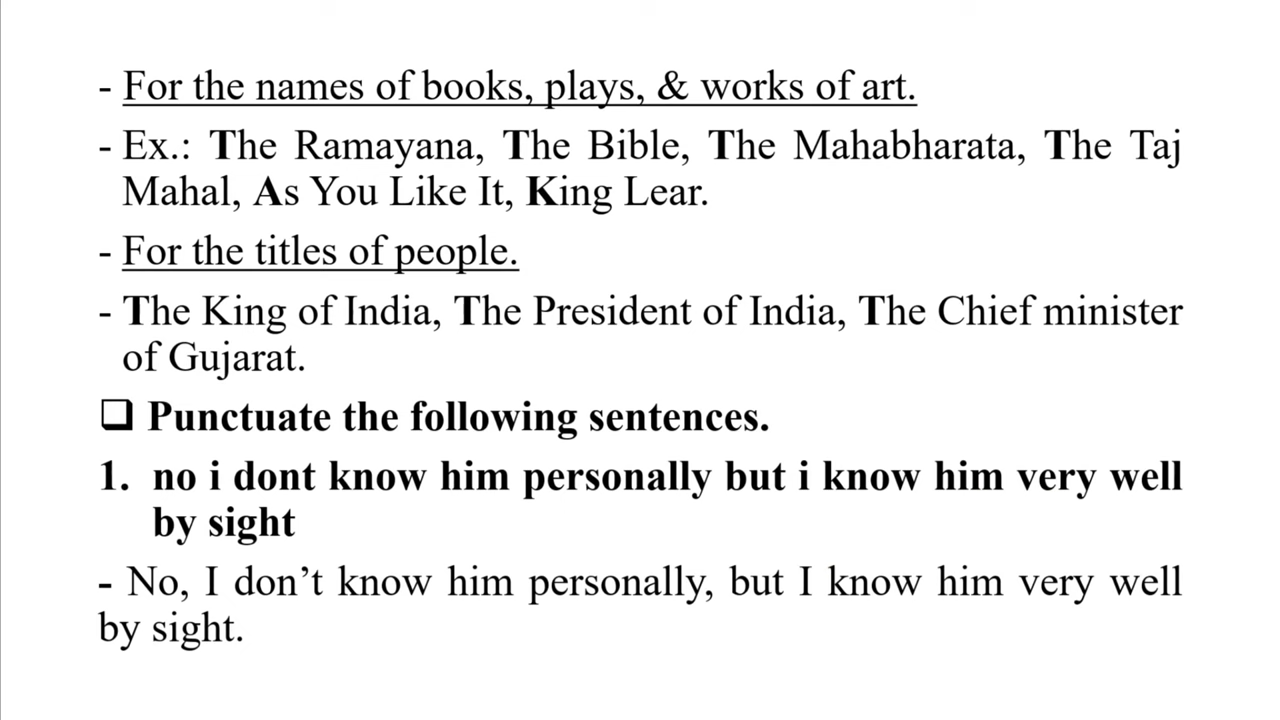 - For the names of books, plays, & works of art.
- Ex.: The Ramayana, The Bible, The Mahabharata, The Taj
Mahal, As You Like It, King Lear.
- For the titles of people.
- The King of India, The President of India, The Chief minister
of Gujarat.
❑ Punctuate the following sentences.
1. no i dont know him personally but i know him very well
by sight
- No, I don’t know him personally, but I know him very well
by sight.